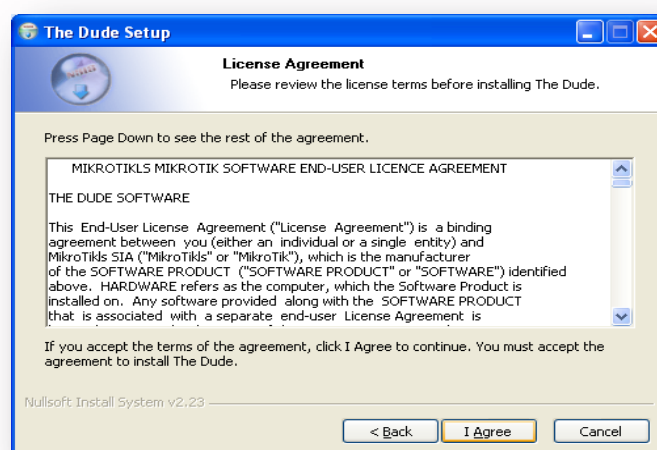 The Dude Setup
License Agreement
Please review the license terms before installing The Dude.
Press Page Down to see the rest of the agreement.
MIKROTIKLS MIKROTIK SOFTWARE END-USER LICENCE AGREEMENT
THE DUDE SOFTWARE
This End-User License Agreement ("License Agreement") is a binding
agreement between you (either an individual or a single entity) and
MikroTikls SIA ("MikroTikls" or "MikroTik"), which is the manufacturer
of the SOFTWARE PRODUCT ("SOFTWARE PRODUCT" or "SOFTWARE") identified
above. HARDWARE refers as the computer, which the Software Product is
installed on. Any software provided along with the SOFTWARE PRODUCT
that is associated with a separate end-user License Agreement is
If you accept the terms of the agreement, click I Agree to continue. You must accept the
agreement to install The Dude.
Nullsoft Install System v2.23
< Back I Agree Cancel